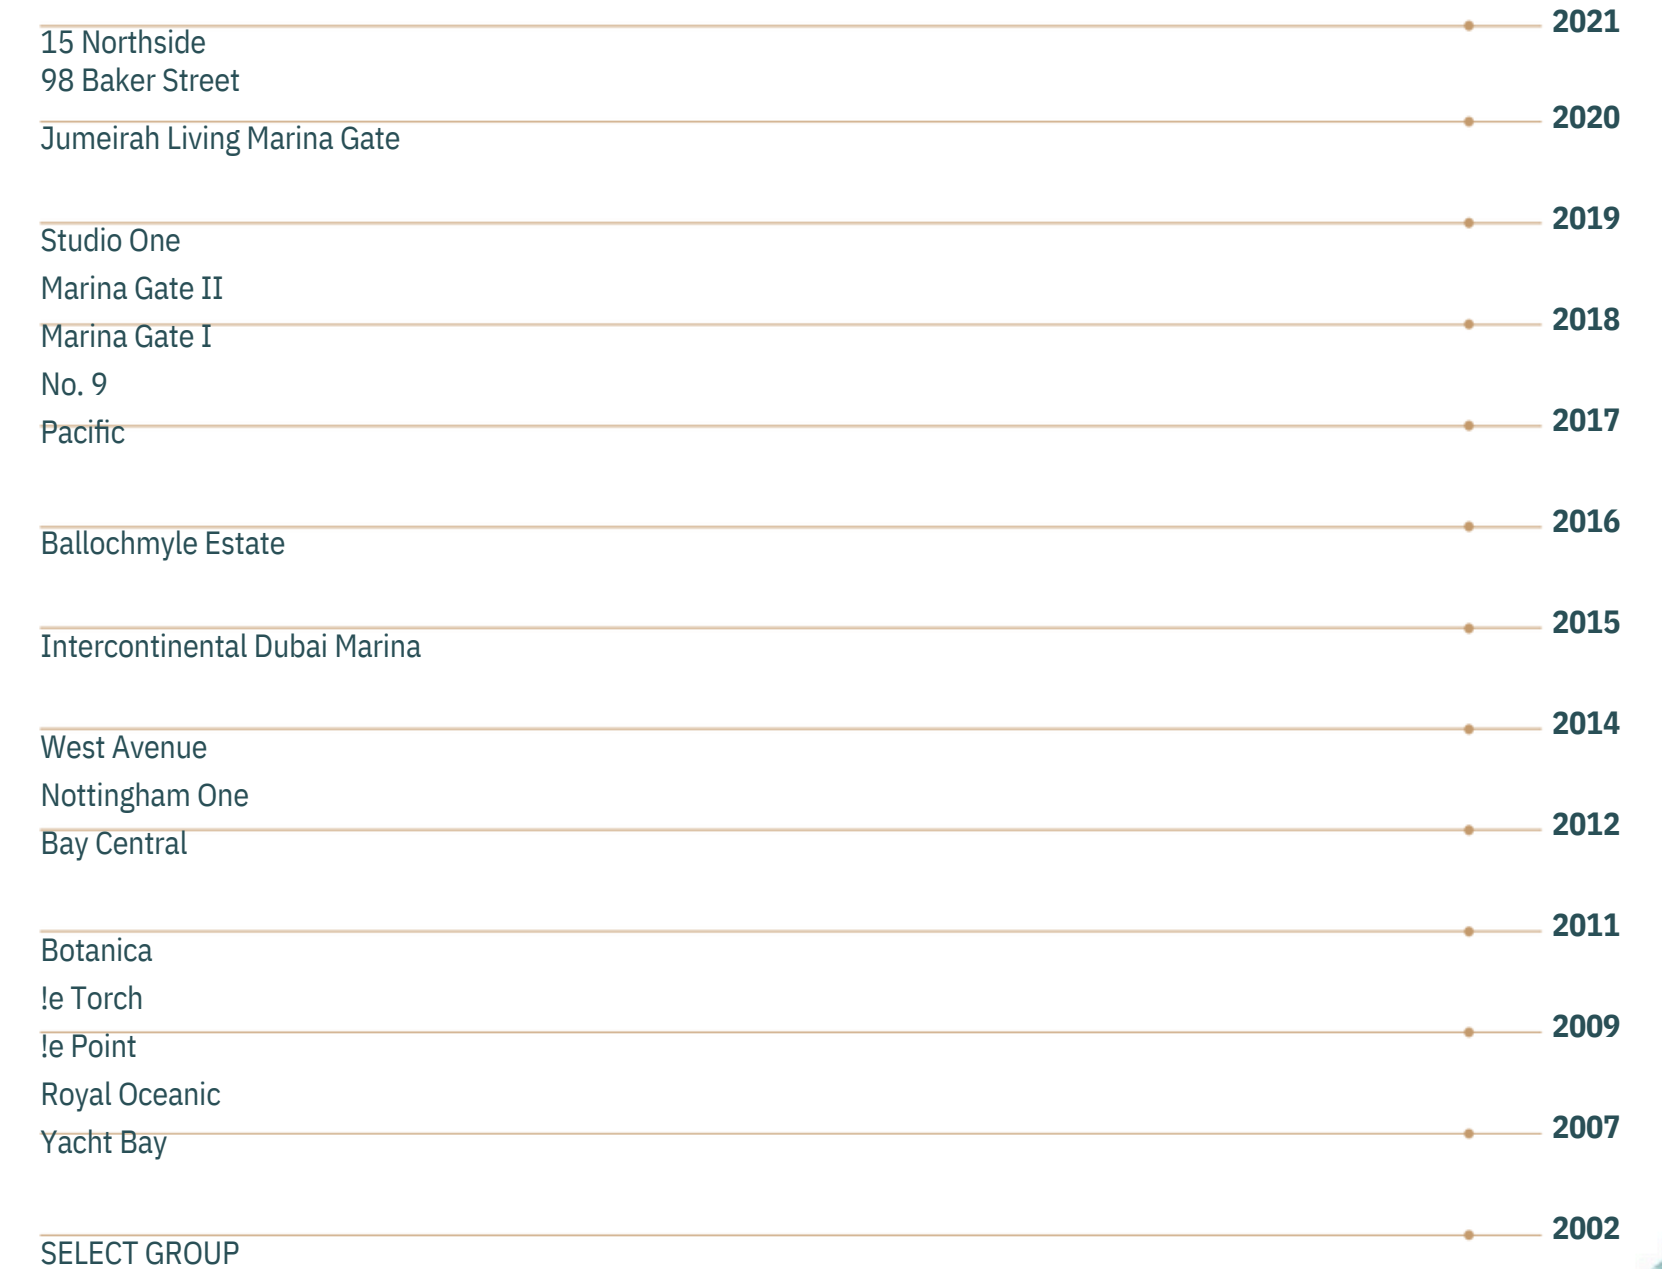 2021
15 Northside
98 Baker Street
2020
Jumeirah Living Marina Gate
2019
Studio One
Marina Gate II
2018
Marina Gate I
No. 9
2017
Pacific
2016
Ballochmyle Estate
2015
Intercontinental Dubai Marina
2014
West Avenue
Nottingham One
2012
Bay Central
2011
Botanica
!e Torch
2009
!e Point
Royal Oceanic
2007
Yacht Bay
2002
SELECT GROUP